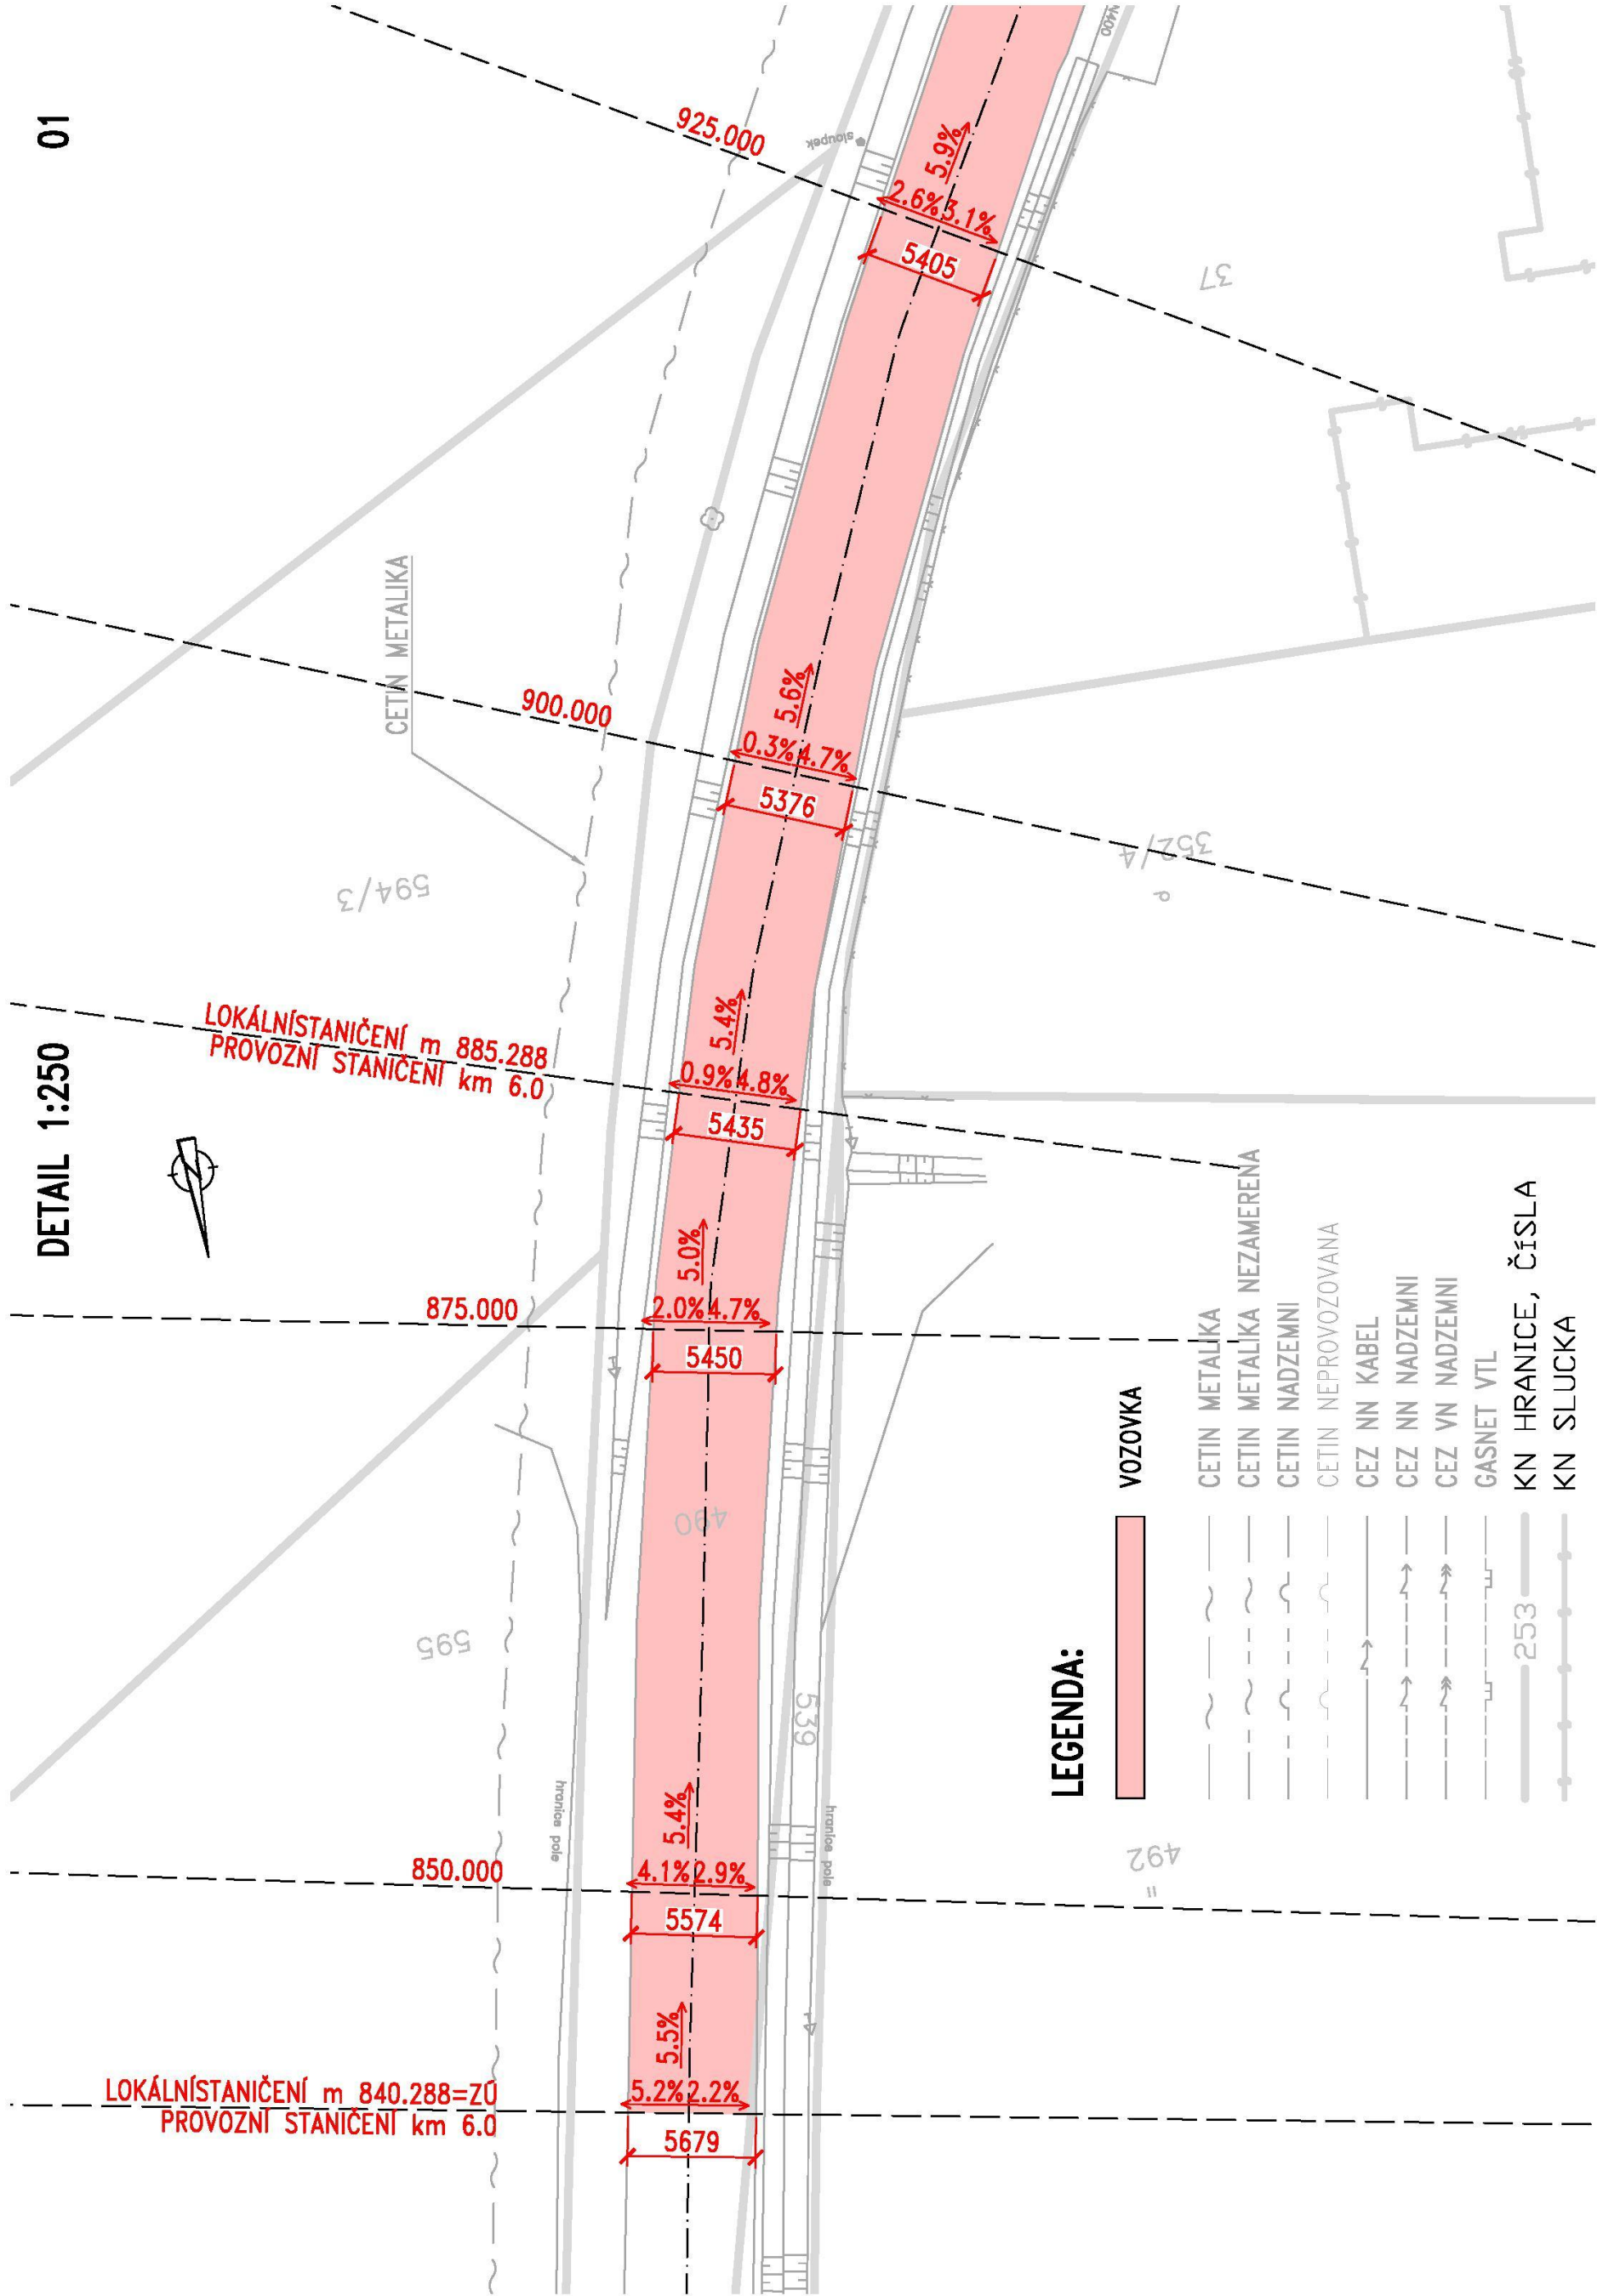 01
925.000
sloupek
N400
5.9%
2.6% 3.1%
5405
37
CETIN METALIKA
900.000
5.6%
0.3% 4.7%
5376
594/3
352/4
DETAIL 1:250
LOKÁLNÍSTANIČENÍ m 885.288
PROVOZNÍ STANIČENÍ km 6.0
5.4%
0.9% 4.8%
5435
5.0%
875.000
2.0% 4.7%
5450
490
595
539
hranice pole
hranice pole
5.4%
850.000
4.1% 2.9%
5574
492
5.5%
LOKÁLNÍSTANIČENÍ m 840.288=ZÚ
PROVOZNÍ STANIČENÍ km 6.0
5.2% 2.2%
5679
LEGENDA:
VOZOVKA
CETIN METALIKA
CETIN METALIKA NEZAMERENA
CETIN NADZEMNI
CETIN NEPROVOZOVANA
CEZ NN KABEL
CEZ NN NADZEMNI
CEZ VN NADZEMNI
GASNET VTL
253 KN HRANICE, ČíSLA
KN SLUCKA